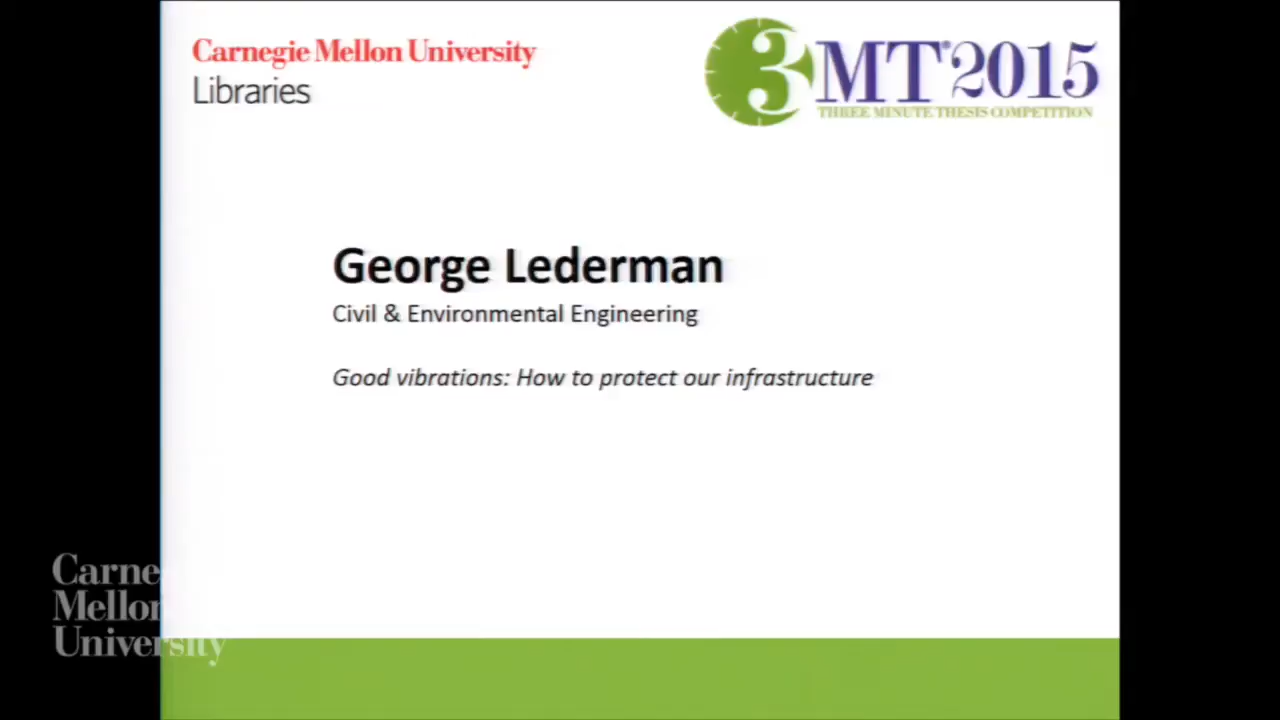 Carnegie Mellon University
Libraries
3MT® 2015
THREE MINUTE THESIS COMPETITION
George Lederman
Civil & Environmental Engineering
Good vibrations: How to protect our infrastructure
Carnegie
Mellon
University